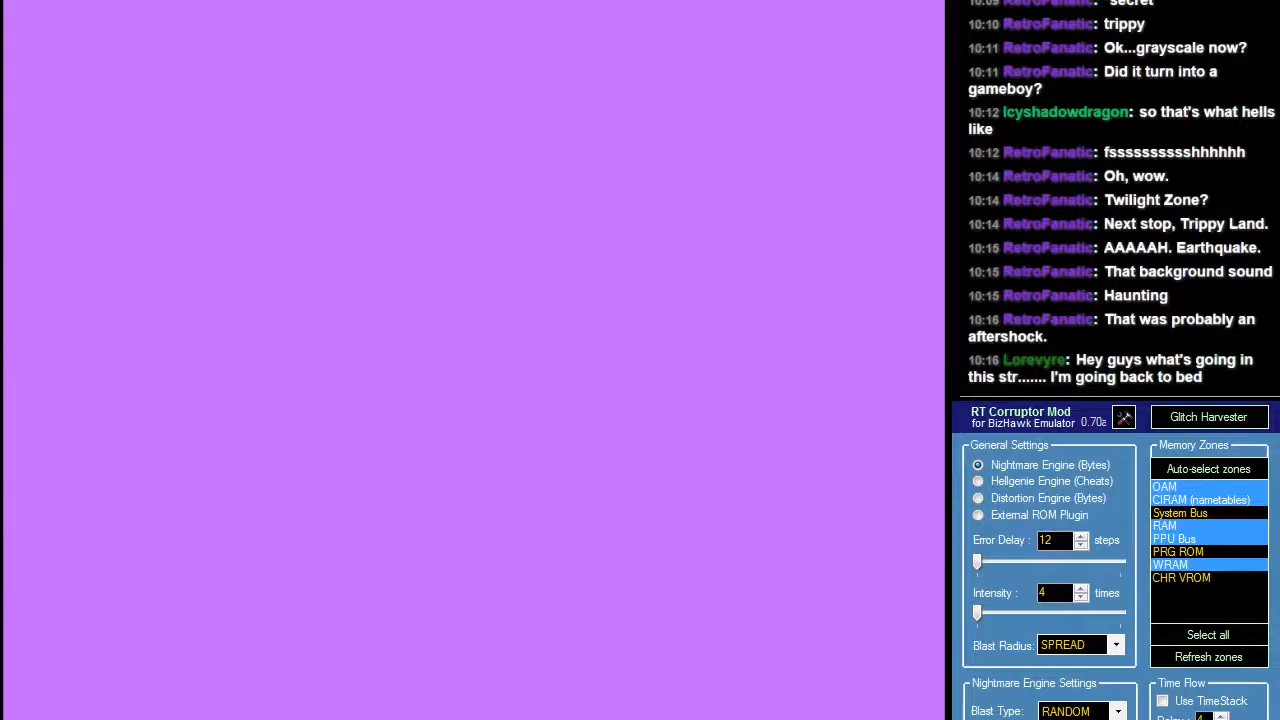 10:09 RetroFanatic: *secret*
10:10 RetroFanatic: trippy
10:11 RetroFanatic: Ok...grayscale now?
10:11 RetroFanatic: Did it turn into a
gameboy?
10:12 Icyshadowdragon: so that's what hells
like
10:12 RetroFanatic: fsssssssssshhhhhh
10:14 RetroFanatic: Oh, wow.
10:14 RetroFanatic: Twilight Zone?
10:14 RetroFanatic: Next stop, Trippy Land.
10:15 RetroFanatic: AAAAAH. Earthquake.
10:15 RetroFanatic: That background sound
10:15 RetroFanatic: Haunting
10:16 RetroFanatic: That was probably an
aftershock.
10:16 Lorevyre: Hey guys what's going in
this str....... I'm going back to bed
RT Corruptor Mod
for BizHawk Emulator 0.70a
Glitch Harvester
General Settings
Nightmare Engine (Bytes)
Hellgenie Engine (Cheats)
Distortion Engine (Bytes)
External ROM Plugin
Error Delay : 12 steps
Intensity : 4 times
Blast Radius: SPREAD
Memory Zones
Auto-select zones
OAM
CIRAM (nametables)
System Bus
RAM
PPU Bus
PRG ROM
WRAM
CHR VROM
Select all
Refresh zones
Nightmare Engine Settings
Blast Type: RANDOM
Time Flow
Use TimeStack